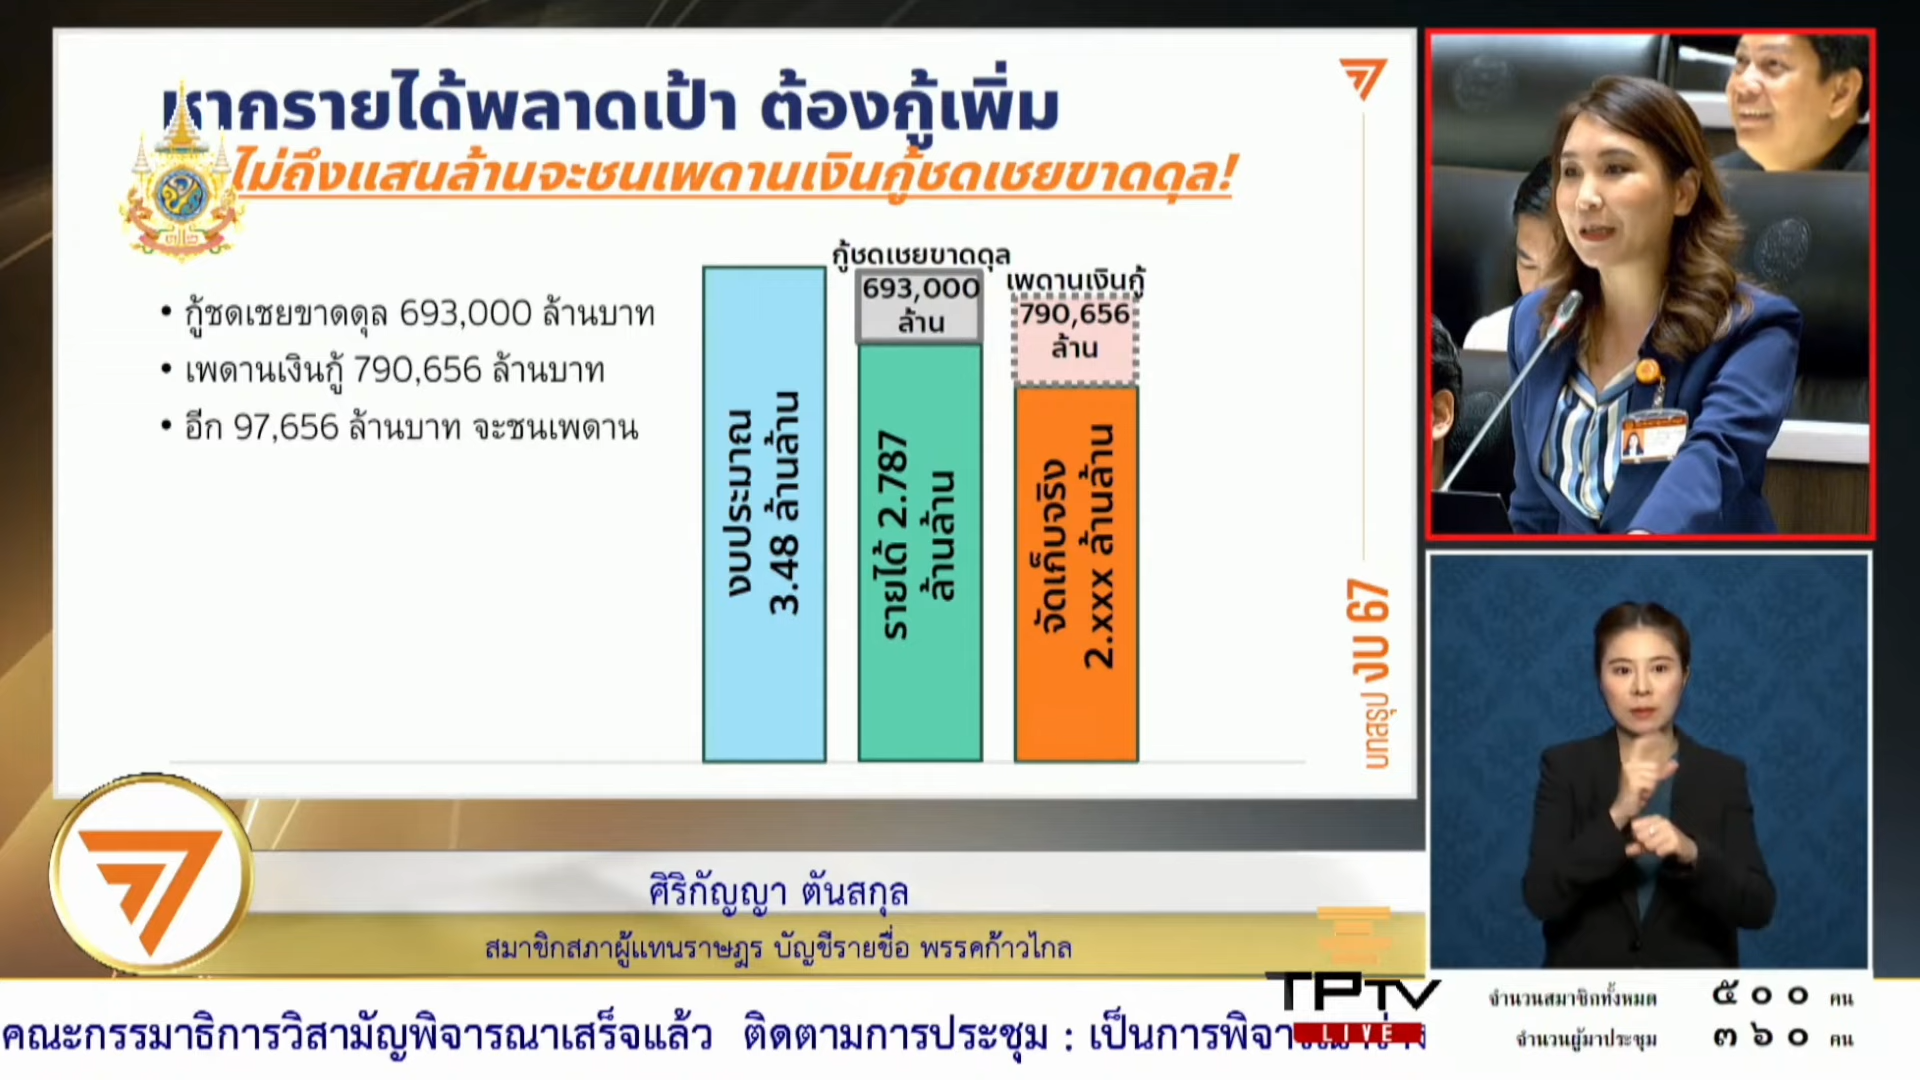 หากรายได้พลาดเป้า ต้องกู้เพิ่ม
ไม่ถึงแสนล้านจะชนเพดานเงินกู้ชดเชยขาดดุล!
• กู้ชดเชยขาดดุล 693,000 ล้านบาท
• เพดานเงินกู้ 790,656 ล้านบาท
• อีก 97,656 ล้านบาท จะชนเพดาน
งบประมาณ
3.48 ล้านล้าน
กู้ชดเชยขาดดุล
693,000
ล้าน
รายได้ 2.787
ล้านล้าน
เพดานเงินกู้
790,656
ล้าน
จัดเก็บจริง
2.xxx ล้านล้าน
บทสรุป งบ 67
ศิริกัญญา ตันสกุล
สมาชิกสภาผู้แทนราษฎร บัญชีรายชื่อ พรรคก้าวไกล
TPTV
LIVE
คณะกรรมาธิการวิสามัญพิจารณาเสร็จแล้ว ติดตามการประชุม : เป็นการ
จำนวนสมาชิกทั้งหมด ๕๐๐ คน
จำนวนผู้มาประชุม ๓๖๐ คน